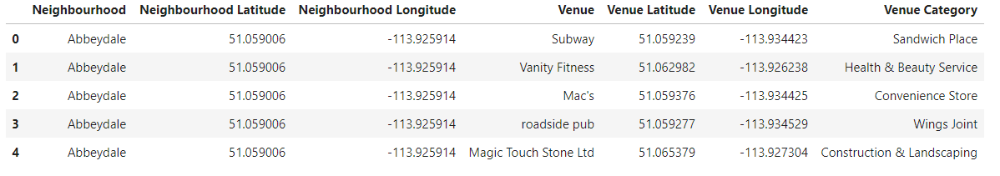 Neighbourhood Neighbourhood Latitude Neighbourhood Longitude Venue Venue Latitude Venue Longitude Venue Category
0 Abbeydale 51.059006 -113.925914 Subway 51.059239 -113.934423 Sandwich Place
1 Abbeydale 51.059006 -113.925914 Vanity Fitness 51.062982 -113.926238 Health & Beauty Service
2 Abbeydale 51.059006 -113.925914 Mac's 51.059376 -113.934425 Convenience Store
3 Abbeydale 51.059006 -113.925914 roadside pub 51.059277 -113.934529 Wings Joint
4 Abbeydale 51.059006 -113.925914 Magic Touch Stone Ltd 51.065379 -113.927304 Construction & Landscaping